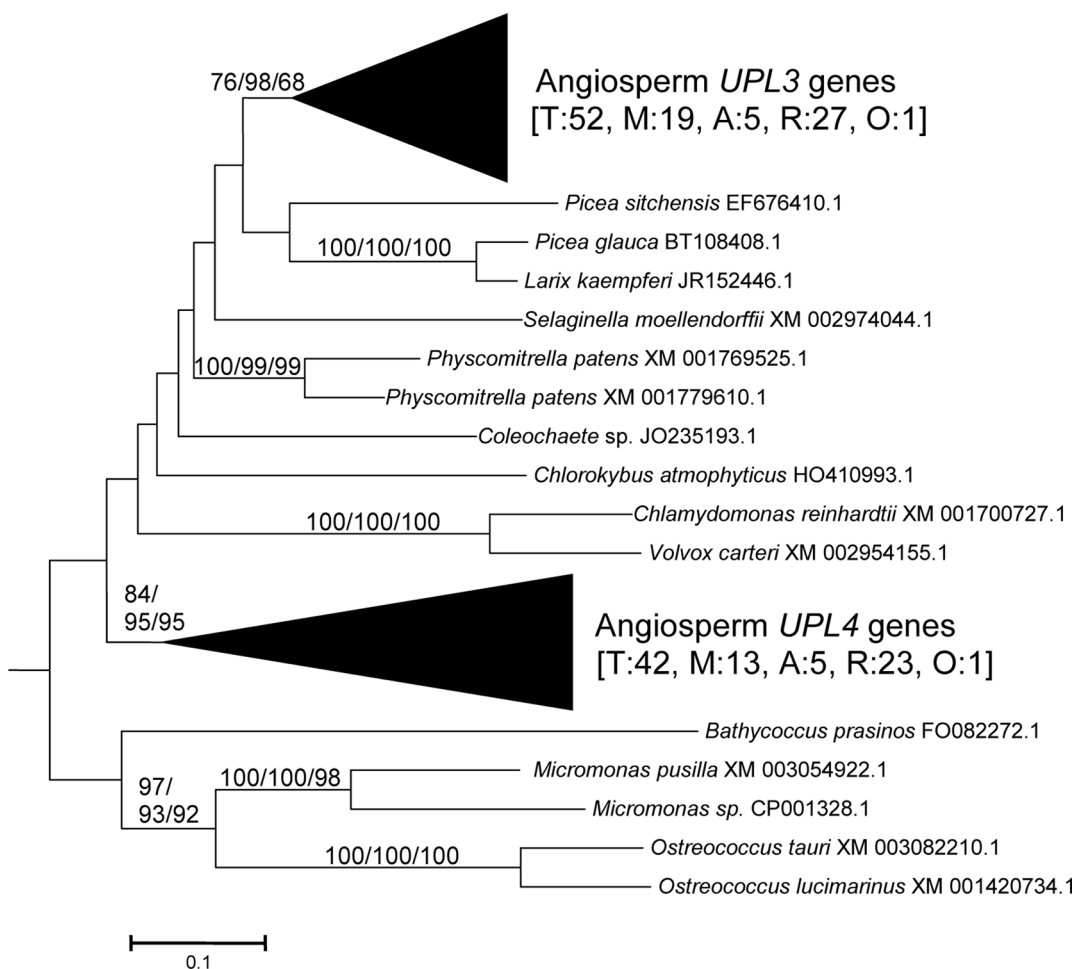 76/98/68
Angiosperm UPL3 genes
[T:52, M:19, A:5, R:27, O:1]
Picea sitchensis EF676410.1
100/100/100
Picea glauca BT108408.1
Larix kaempferi JR152446.1
Selaginella moellendorffii XM 002974044.1
100/99/99
Physcomitrella patens XM 001769525.1
Physcomitrella patens XM 001779610.1
Coleochaete sp. JO235193.1
Chlorokybus atmophyticus HO410993.1
100/100/100
Chlamydomonas reinhardtii XM 001700727.1
Volvox carteri XM 002954155.1
84/
95/95
Angiosperm UPL4 genes
[T:42, M:13, A:5, R:23, O:1]
Bathycoccus prasinos FO082272.1
97/
93/92
100/100/98
Micromonas pusilla XM 003054922.1
Micromonas sp. CP001328.1
100/100/100
Ostreococcus tauri XM 003082210.1
Ostreococcus lucimarinus XM 001420734.1
0.1